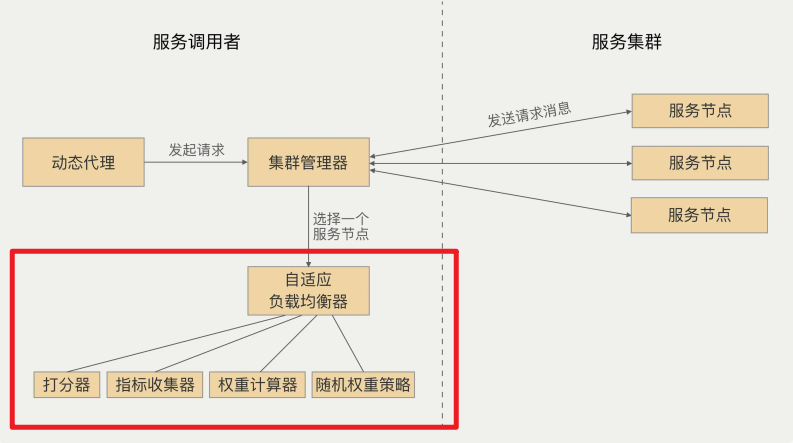 服务调用者
服务集群
发送请求消息
服务节点
动态代理
发起请求
集群管理器
服务节点
服务节点
选择一个
服务节点
自适应
负载均衡器
打分器
指标收集器
权重计算器
随机权重策略